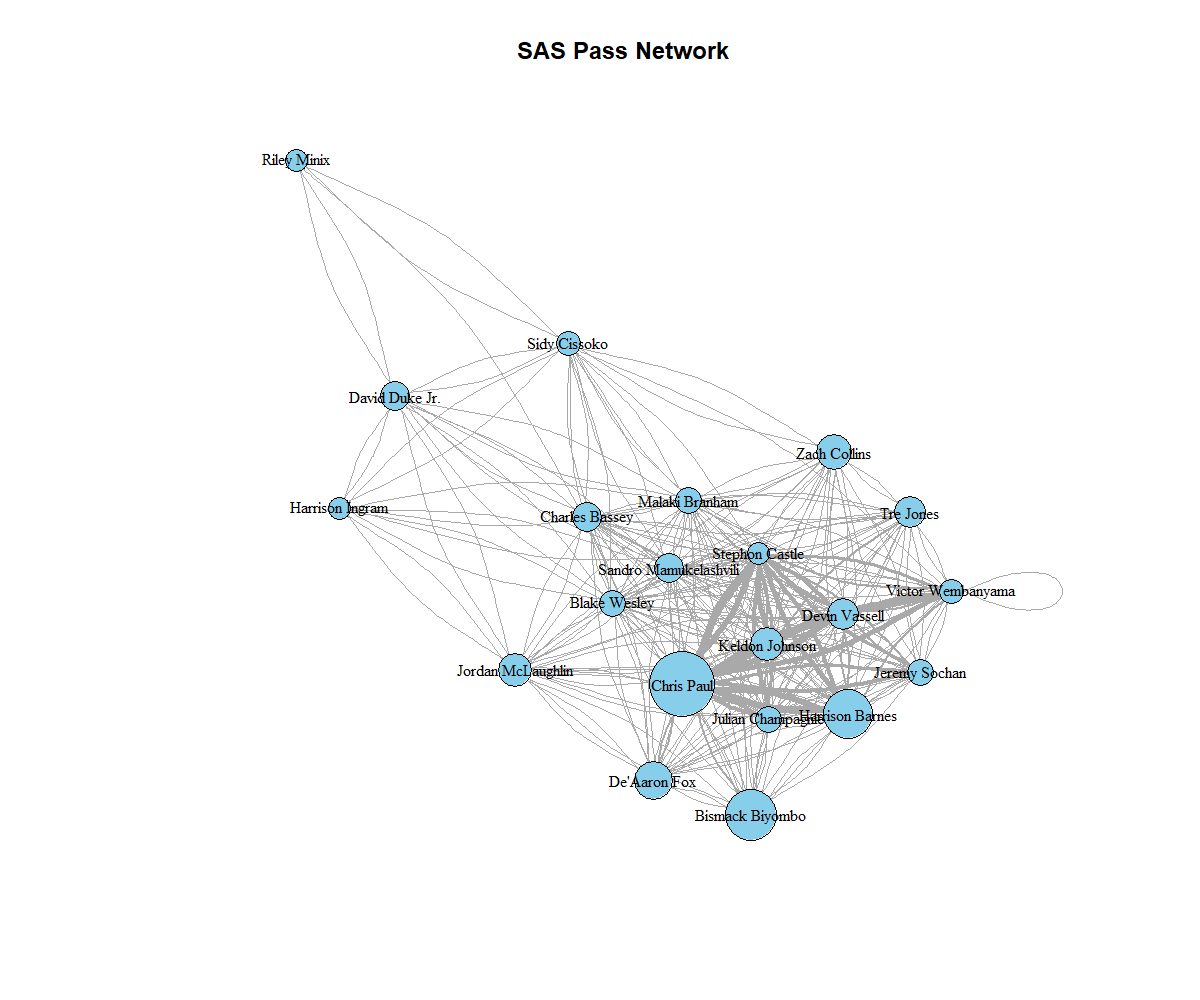 SAS Pass Network
Riley Minix
Sidy Cissoko
David Duke Jr.
Zach Collins
Malaki Branham
Harrison Ingram
Tre Jones
Charles Bassey
Stephon Castle
Sandro Mamukelashvili
Victor Wembanyama
Blake Wesley
Devin Vassell
Keldon Johnson
Jordan McLaughlin
Jeremy Sochan
Chris Paul
Harrison Barnes
Julian Champagnie
De'Aaron Fox
Bismack Biyombo